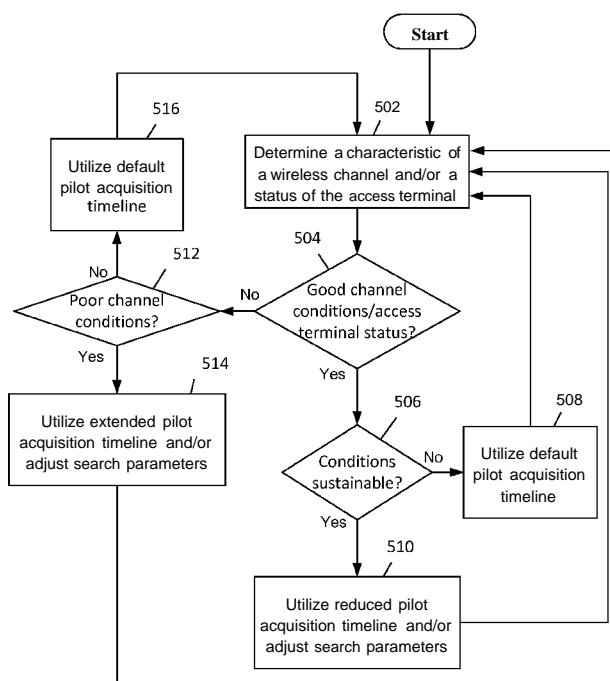 Start
516
502
Utilize default
pilot acquisition
timeline
Determine a characteristic of
a wireless channel and/or a
status of the access terminal
No
512
504
Poor channel
conditions?
No
Good channel
conditions/access
terminal status?
Yes
514
Yes
506
508
Utilize extended pilot
acquisition timeline and/or
adjust search parameters
Conditions
sustainable?
No
Utilize default
pilot acquisition
timeline
Yes
510
Utilize reduced pilot
acquisition timeline and/or
adjust search parameters